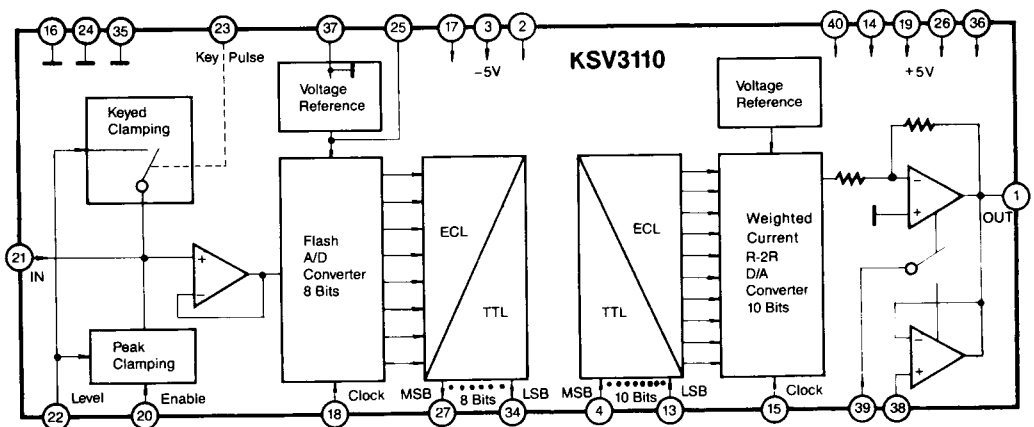 16 24 35 23 37 25 17 3 2 40 14 19 26 36
Key Pulse
−5V
KSV3110
+5V
Keyed
Clamping
Voltage
Reference
Voltage
Reference
21
IN
Flash
A/D
Converter
8 Bits
ECL
TTL
ECL
TTL
Weighted
Current
R-2R
D/A
Converter
10 Bits
−
+
1
OUT
+
−
Peak
Clamping
−
+
Level
Enable
Clock
MSB
8 Bits
LSB
MSB
10 Bits
LSB
Clock
22 20 18 27 34 4 13 15 39 38